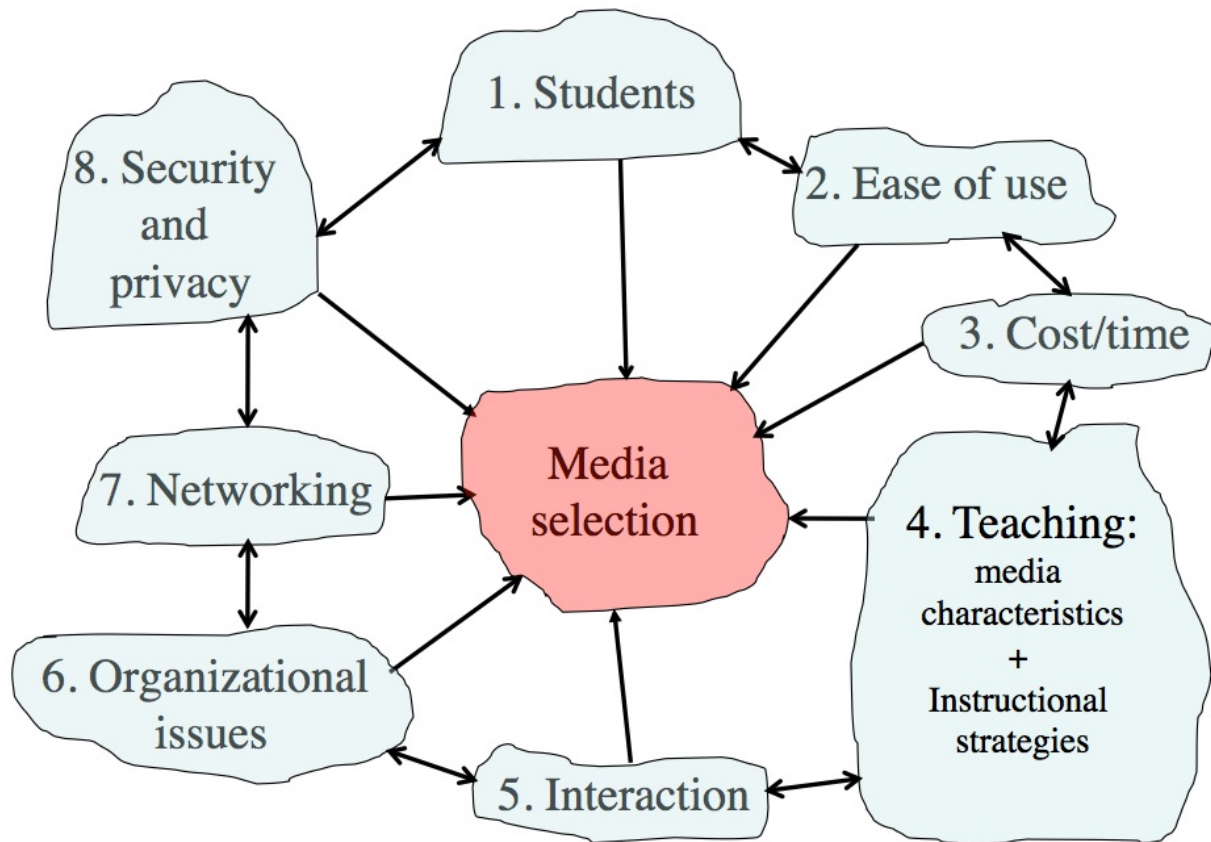 1. Students
2. Ease of use
3. Cost/time
4. Teaching:
media
characteristics
+
Instructional
strategies
5. Interaction
6. Organizational
issues
7. Networking
8. Security
and
privacy
Media
selection